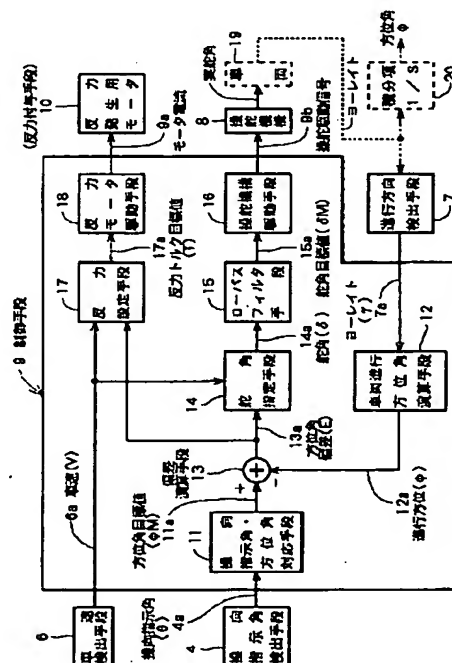 9 制御手段
6
車速
検出手段
6a 車速(V)
4
操向
指示角
検出手段
操向指示角
(θ)
4a
11
操向
指示角・
方位角
対応手段
方位角目標値
(φM)
11a
偏差
演算手段
13
+
-
13a
方位角
偏差(E)
14
舵角
指定手段
14a
舵角(δ)
15
ローパス
フィルタ
手段
15a
舵角目標値(δM)
16
操舵機構
駆動手段
17
反力
設定手段
17a
反力トルク目標値
(T)
18
反力
モータ
駆動手段
9a
モータ電流
(反力付与手段)
10
反力
発生用
モータ
8
操舵
機構
9b
操舵駆動信号
実舵角
19
車両
ヨーレイト
積分項
1/S
20
方位角
φ
進行方向
検出手段
7
7a
ヨーレイト
(γ)
12
車両進行
方位角
演算手段
12a
進行方位(φ)